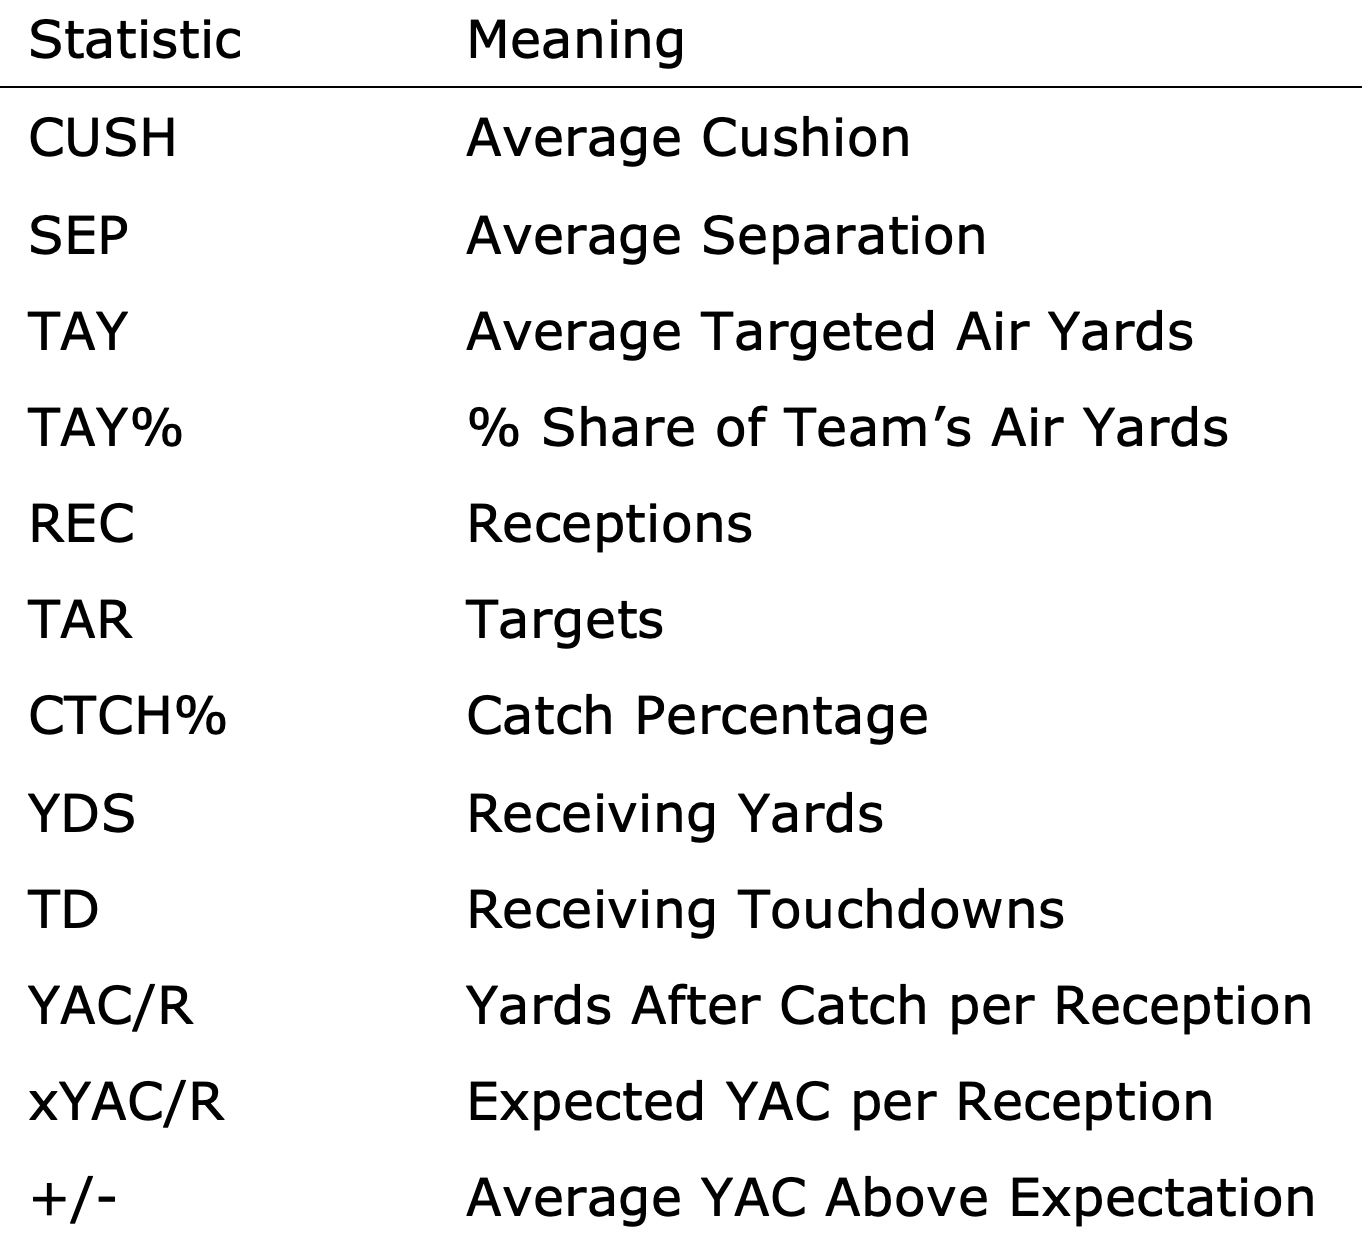 Statistic Meaning
CUSH Average Cushion
SEP Average Separation
TAY Average Targeted Air Yards
TAY% % Share of Team’s Air Yards
REC Receptions
TAR Targets
CTCH% Catch Percentage
YDS Receiving Yards
TD Receiving Touchdowns
YAC/R Yards After Catch per Reception
xYAC/R Expected YAC per Reception
+/- Average YAC Above Expectation